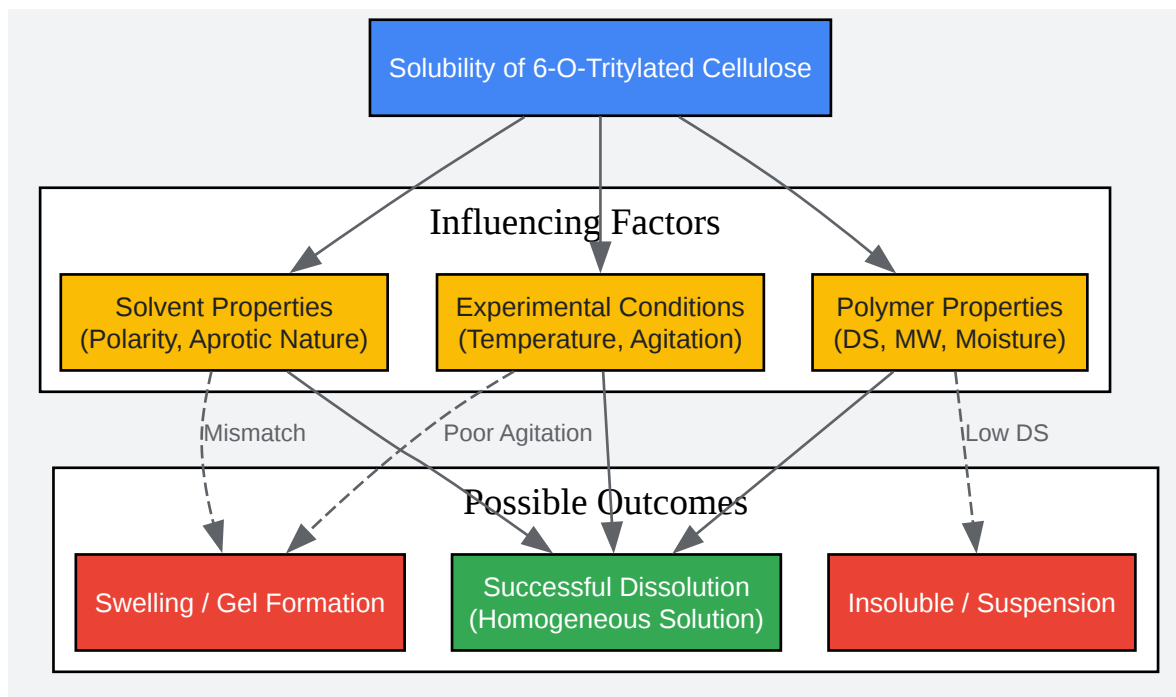 Solubility of 6-O-Tritylated Cellulose
Influencing Factors
Solvent Properties
(Polarity, Aprotic Nature)
Experimental Conditions
(Temperature, Agitation)
Polymer Properties
(DS, MW, Moisture)
Mismatch
Poor Agitation
Low DS
Possible Outcomes
Swelling / Gel Formation
Successful Dissolution
(Homogeneous Solution)
Insoluble / Suspension